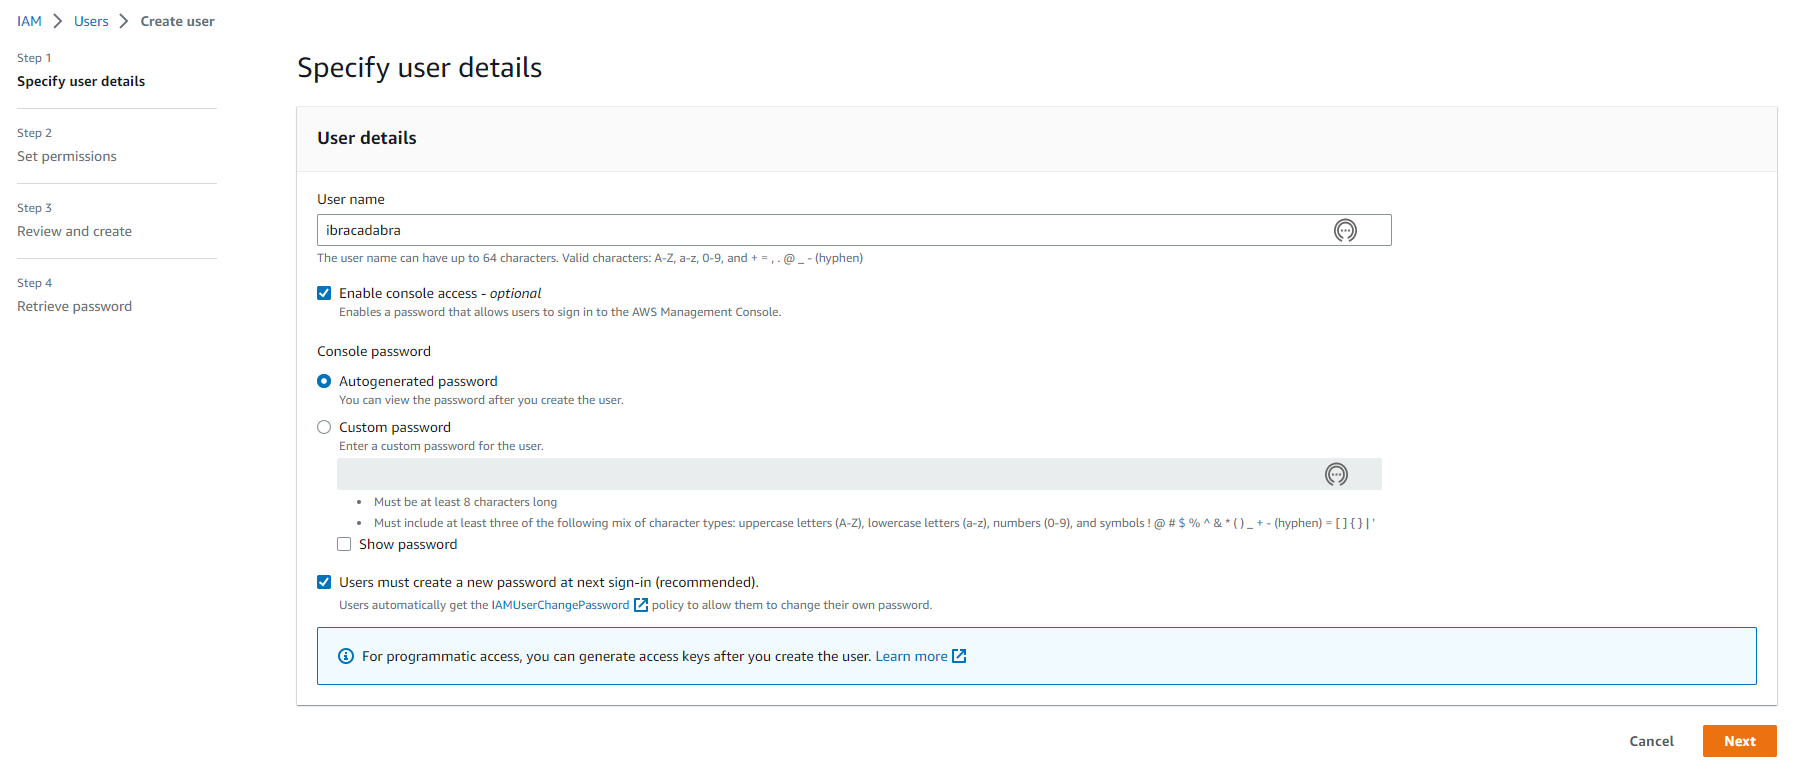 IAM > Users > Create user
Step 1
Specify user details
Step 2
Set permissions
Step 3
Review and create
Step 4
Retrieve password
Specify user details
User details
User name
ibracadabra
The user name can have up to 64 characters. Valid characters: A-Z, a-z, 0-9, and + = , . @ _ - (hyphen)
Enable console access - optional
Enables a password that allows users to sign in to the AWS Management Console.
Console password
Autogenerated password
You can view the password after you create the user.
Custom password
Enter a custom password for the user.
• Must be at least 8 characters long
• Must include at least three of the following mix of character types: uppercase letters (A-Z), lowercase letters (a-z), numbers (0-9), and symbols ! @ # $ % ^ & * ( ) _ + - (hyphen) = [ ] { } | '
Show password
Users must create a new password at next sign-in (recommended).
Users automatically get the IAMUserChangePassword policy to allow them to change their own password.
For programmatic access, you can generate access keys after you create the user. Learn more
Cancel Next